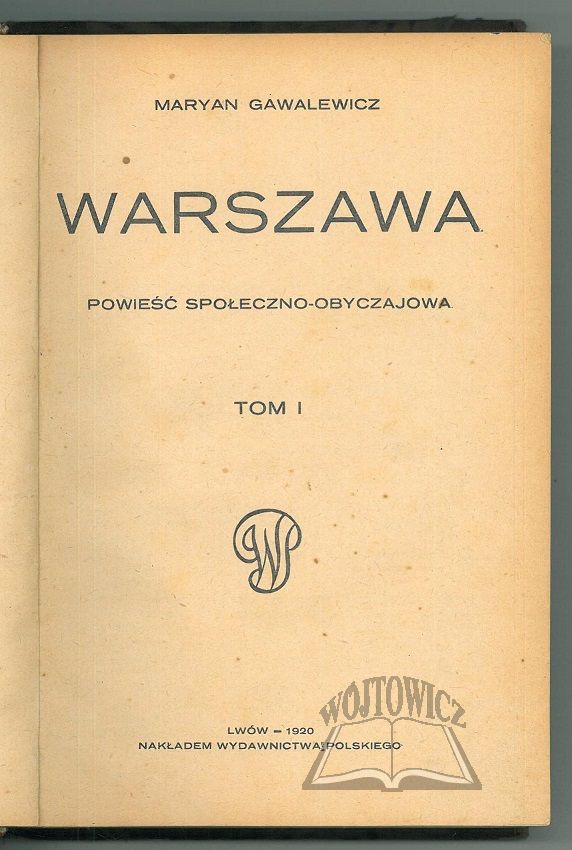 MARYAN GAWALEWICZ
WARSZAWA.
POWIEŚĆ SPOŁECZNO-OBYCZAJOWA.
TOM I
WP
LWÓW — 1920
NAKŁADEM WYDAWNICTWA POLSKIEGO
WÓJTOWICZ